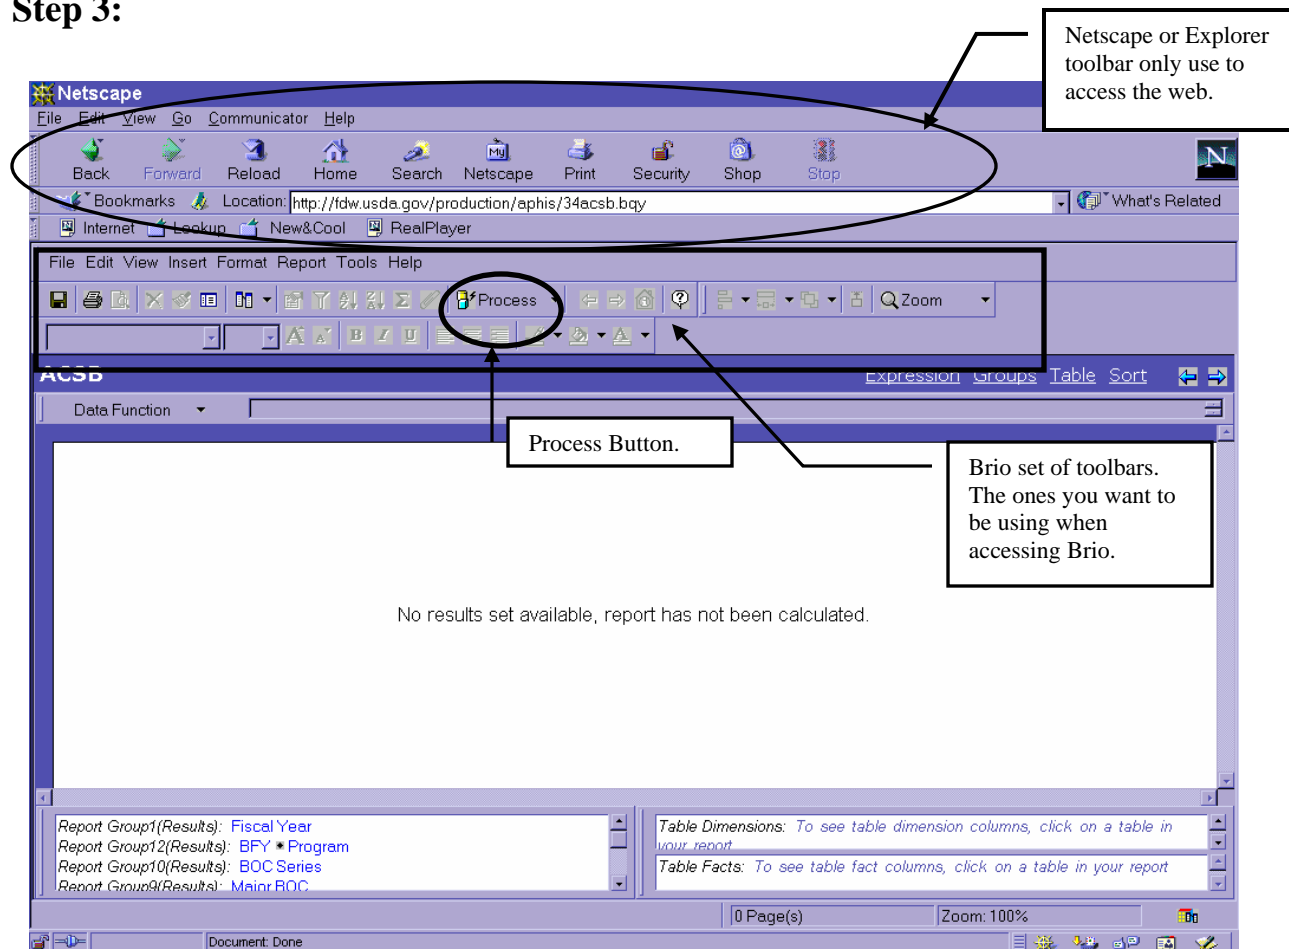 Step 3:
Netscape or Explorer
toolbar only use to
access the web.
Netscape
File Edit View Go Communicator Help
Back Forward Reload Home Search Netscape Print Security Shop Stop
Bookmarks Location: http://fdw.usda.gov/production/aphis/34acsb.bqy What's Related
Internet Lookup New&Cool RealPlayer
File Edit View Insert Format Report Tools Help
Process Zoom
B I U
ACSB Expression Groups Table Sort
Data Function
Process Button.
Brio set of toolbars.
The ones you want to
be using when
accessing Brio.
No results set available, report has not been calculated.
Report Group1(Results): Fiscal Year
Report Group12(Results): BFY * Program
Report Group10(Results): BOC Series
Report Group9(Results): Major BOC
Table Dimensions: To see table dimension columns, click on a table in
your report
Table Facts: To see table fact columns, click on a table in your report
0 Page(s) Zoom: 100%
Document: Done